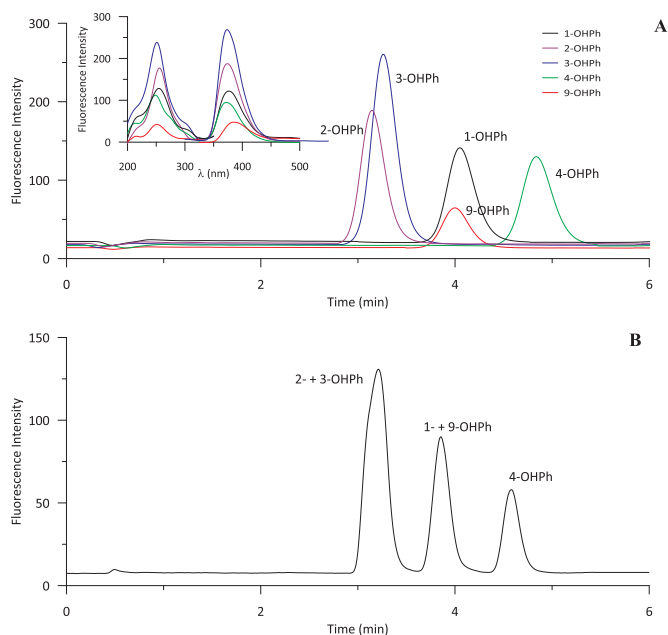 A
300
200
100
0
Fluorescence Intensity
0
2
4
6
Time (min)
1-OHPh
2-OHPh
3-OHPh
4-OHPh
9-OHPh
300
200
100
0
Fluorescence Intensity
200
300
400
500
λ (nm)
3-OHPh
2-OHPh
1-OHPh
9-OHPh
4-OHPh
B
150
100
50
0
Fluorescence Intensity
2- + 3-OHPh
1- + 9-OHPh
4-OHPh
0
2
4
6
Time (min)